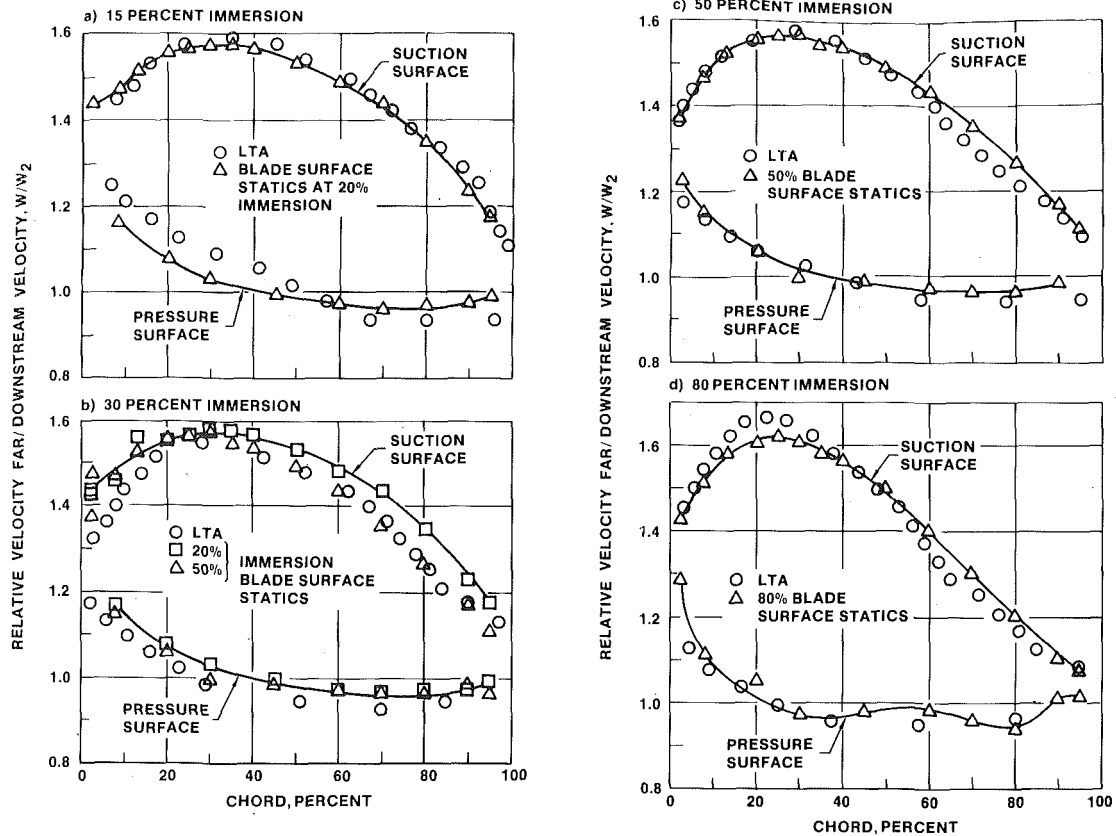 a) 15 PERCENT IMMERSION
1.6
1.4
1.2
1.0
0.8
SUCTION
SURFACE
LTA
BLADE SURFACE
STATICS AT 20%
IMMERSION
PRESSURE
SURFACE
b) 30 PERCENT IMMERSION
1.6
1.4
1.2
1.0
0.8
SUCTION
SURFACE
LTA
20%
50%
IMMERSION
BLADE SURFACE
STATICS
PRESSURE
SURFACE
0
20
40
60
80
100
CHORD, PERCENT
RELATIVE VELOCITY FAR/DOWNSTREAM VELOCITY, W/W2
c) 50 PERCENT IMMERSION
1.6
1.4
1.2
1.0
0.8
SUCTION
SURFACE
LTA
50% BLADE
SURFACE STATICS
PRESSURE
SURFACE
d) 80 PERCENT IMMERSION
1.6
1.4
1.2
1.0
0.8
SUCTION
SURFACE
LTA
80% BLADE
SURFACE STATICS
PRESSURE
SURFACE
0
20
40
60
80
100
CHORD, PERCENT
RELATIVE VELOCITY FAR/DOWNSTREAM VELOCITY, W/W2